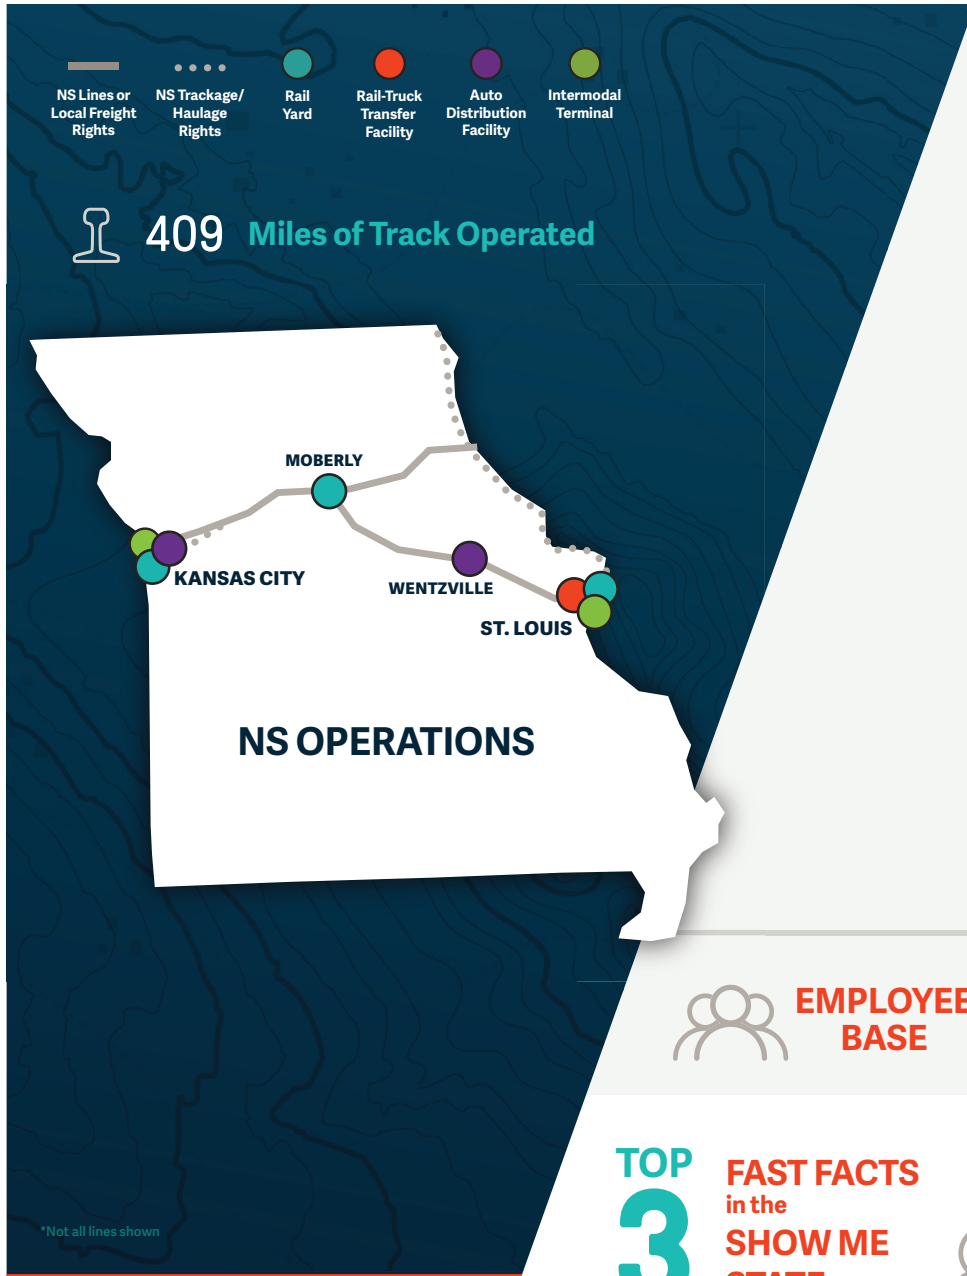 NS Lines or
Local Freight
Rights
NS Trackage/
Haulage
Rights
Rail
Yard
Rail-Truck
Transfer
Facility
Auto
Distribution
Facility
Intermodal
Terminal
409 Miles of Track Operated
MOBERLY
KANSAS CITY
WENTZVILLE
ST. LOUIS
NS OPERATIONS
EMPLOYEE
BASE
TOP
3
FAST FACTS
in the
SHOW ME
STATE
*Not all lines shown